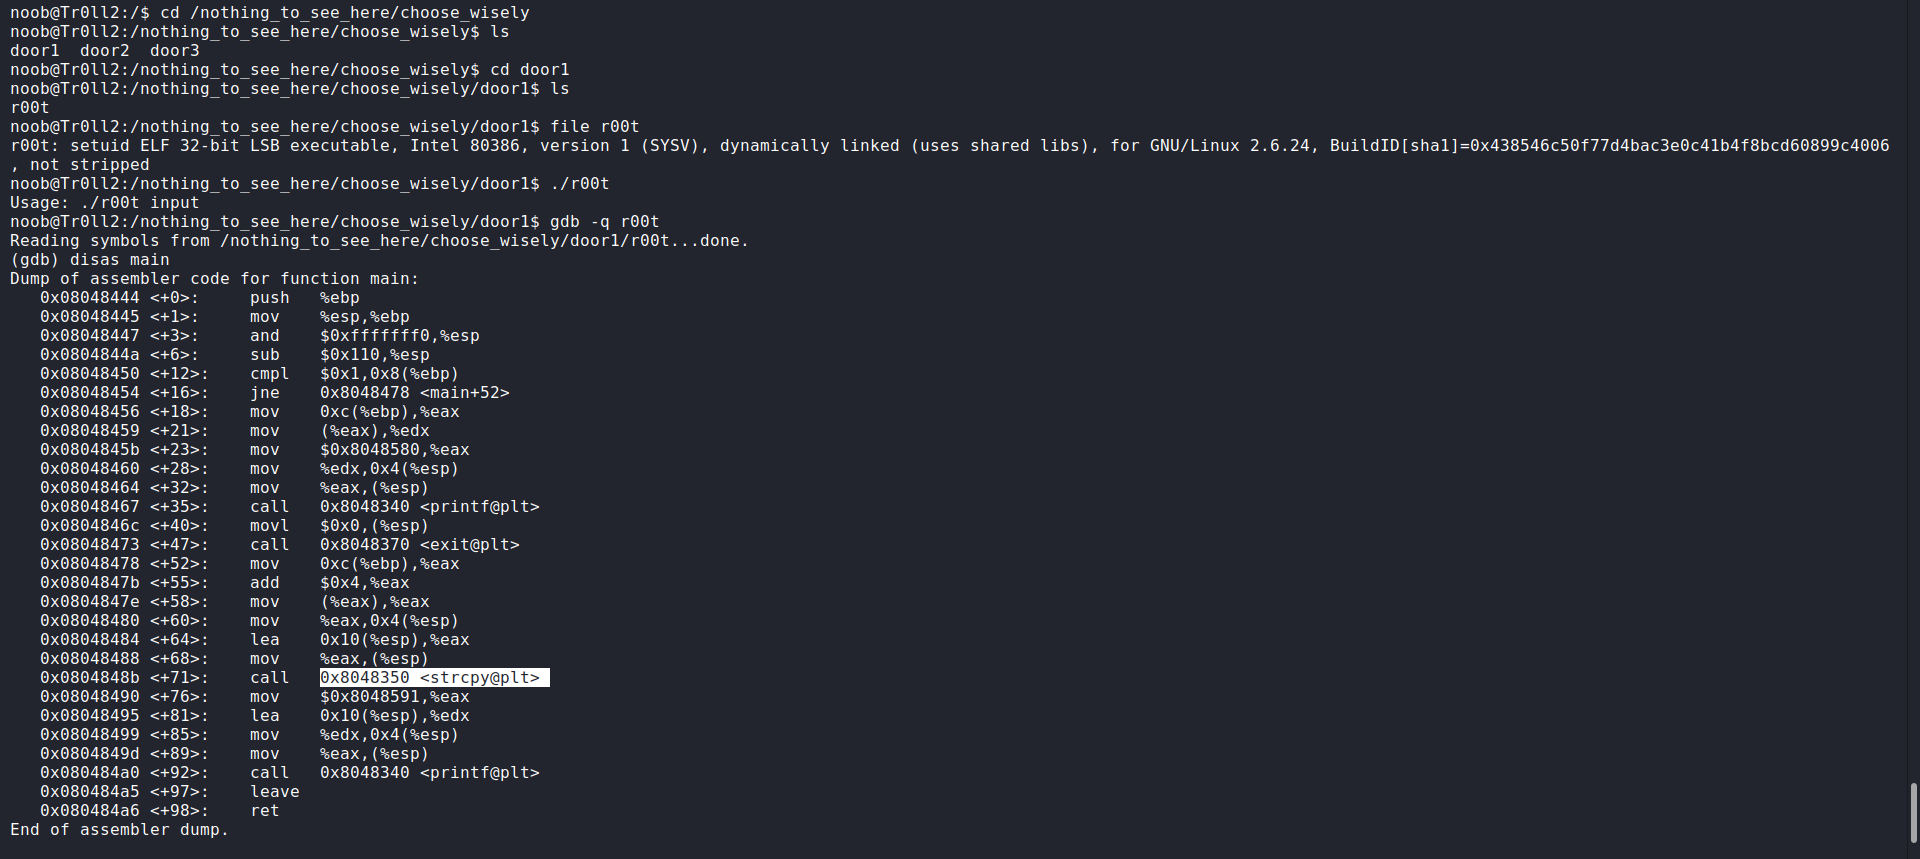 noob@Tr0ll2:/$ cd /nothing_to_see_here/choose_wisely
noob@Tr0ll2:/nothing_to_see_here/choose_wisely$ ls
door1  door2  door3
noob@Tr0ll2:/nothing_to_see_here/choose_wisely$ cd door1
noob@Tr0ll2:/nothing_to_see_here/choose_wisely/door1$ ls
r00t
noob@Tr0ll2:/nothing_to_see_here/choose_wisely/door1$ file r00t
r00t: setuid ELF 32-bit LSB executable, Intel 80386, version 1 (SYSV), dynamically linked (uses shared libs), for GNU/Linux 2.6.24, BuildID[sha1]=0x438546c50f77d4bac3e0c41b4f8bcd60899c4006
, not stripped
noob@Tr0ll2:/nothing_to_see_here/choose_wisely/door1$ ./r00t
Usage: ./r00t input
noob@Tr0ll2:/nothing_to_see_here/choose_wisely/door1$ gdb -q r00t
Reading symbols from /nothing_to_see_here/choose_wisely/door1/r00t...done.
(gdb) disas main
Dump of assembler code for function main:
   0x08048444 <+0>:     push   %ebp
   0x08048445 <+1>:     mov    %esp,%ebp
   0x08048447 <+3>:     and    $0xfffffff0,%esp
   0x0804844a <+6>:     sub    $0x110,%esp
   0x08048450 <+12>:    cmpl   $0x1,0x8(%ebp)
   0x08048454 <+16>:    jne    0x8048478 <main+52>
   0x08048456 <+18>:    mov    0xc(%ebp),%eax
   0x08048459 <+21>:    mov    (%eax),%edx
   0x0804845b <+23>:    mov    $0x8048580,%eax
   0x08048460 <+28>:    mov    %edx,0x4(%esp)
   0x08048464 <+32>:    mov    %eax,(%esp)
   0x08048467 <+35>:    call   0x8048340 <printf@plt>
   0x0804846c <+40>:    movl   $0x0,(%esp)
   0x08048473 <+47>:    call   0x8048370 <exit@plt>
   0x08048478 <+52>:    mov    0xc(%ebp),%eax
   0x0804847b <+55>:    add    $0x4,%eax
   0x0804847e <+58>:    mov    (%eax),%eax
   0x08048480 <+60>:    mov    %eax,0x4(%esp)
   0x08048484 <+64>:    lea    0x10(%esp),%eax
   0x08048488 <+68>:    mov    %eax,(%esp)
   0x0804848b <+71>:    call   0x8048350 <strcpy@plt>
   0x08048490 <+76>:    mov    $0x8048591,%eax
   0x08048495 <+81>:    lea    0x10(%esp),%edx
   0x08048499 <+85>:    mov    %edx,0x4(%esp)
   0x0804849d <+89>:    mov    %eax,(%esp)
   0x080484a0 <+92>:    call   0x8048340 <printf@plt>
   0x080484a5 <+97>:    leave
   0x080484a6 <+98>:    ret
End of assembler dump.